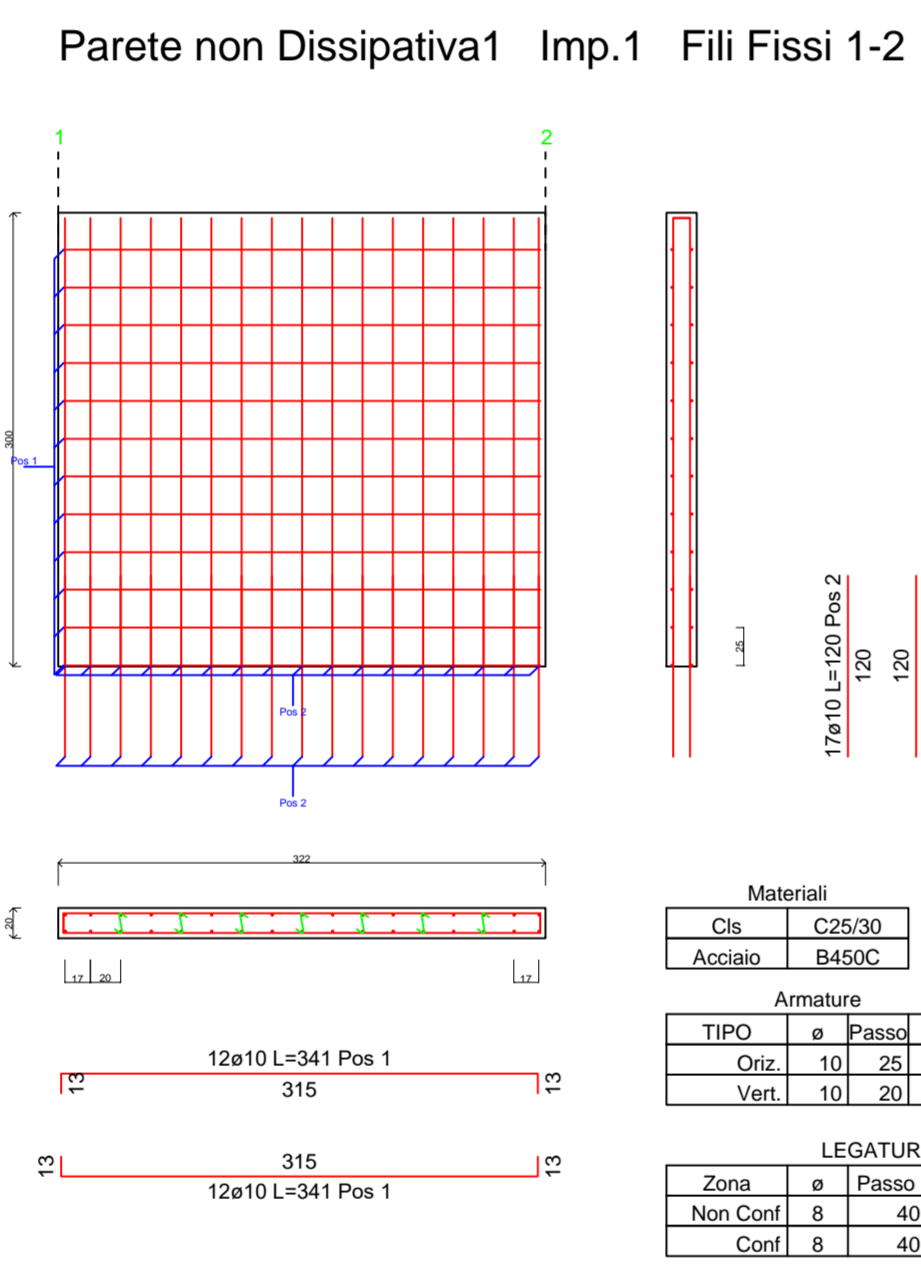 Parete non Dissipativa1 Imp.1 Fili Fissi 1-2
1
2
300
Pos 1
Pos 2
Pos 2
25
17ø10 L=120 Pos 2
120
120
322
20
17
20
17
12ø10 L=341 Pos 1
13
315
13
13
315
13
12ø10 L=341 Pos 1
Materiali
Cls C25/30
Acciaio B450C
Armature
TIPO ø Passo
Oriz. 10 25
Vert. 10 20
LEGATUR
Zona ø Passo
Non Conf 8 40
Conf 8 40